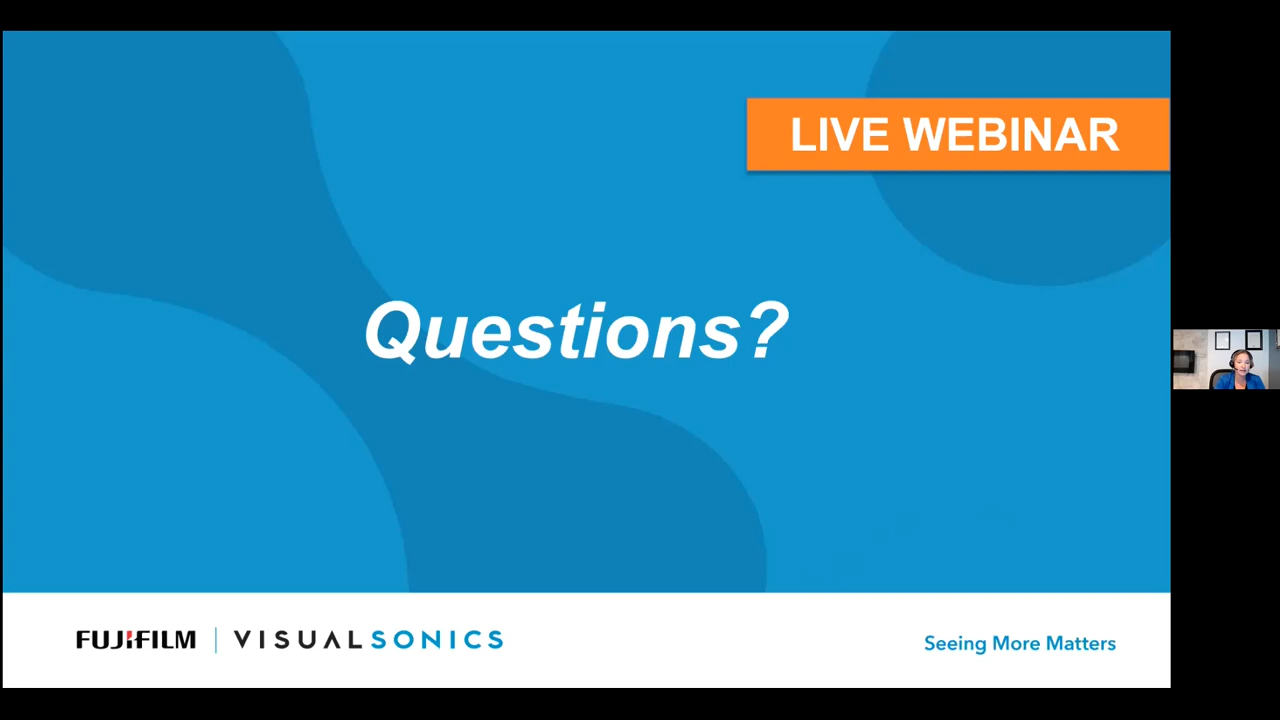 LIVE WEBINAR
Questions?
FUJIFILM | VISUALSONICS
Seeing More Matters